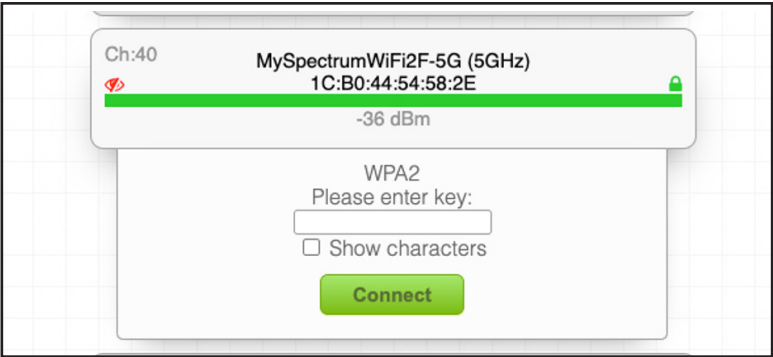 Ch:40
MySpectrumWiFi2F-5G (5GHz)
1C:B0:44:54:58:2E
-36 dBm
WPA2
Please enter key:
Show characters
Connect